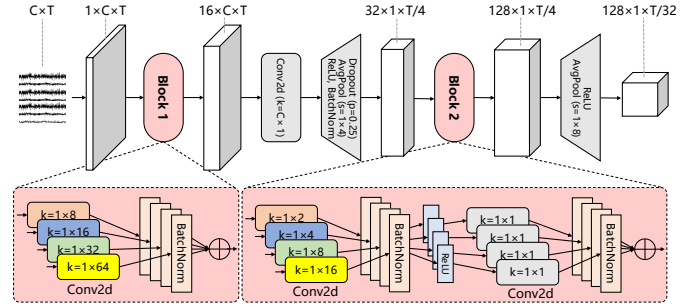 C×T
1×C×T
16×C×T
32×1×T/4
128×1×T/4
128×1×T/32
Block 1
Conv2d (k=C×1)
Dropout (p=0.25)
AvgPool (s=1×4)
ReLU, BatchNorm
Block 2
ReLU
AvgPool (s=1×8)
k=1×8
k=1×16
k=1×32
k=1×64
Conv2d
BatchNorm
k=1×2
k=1×4
k=1×8
k=1×16
Conv2d
BatchNorm
ReLU
k=1×1
k=1×1
k=1×1
k=1×1
Conv2d
BatchNorm